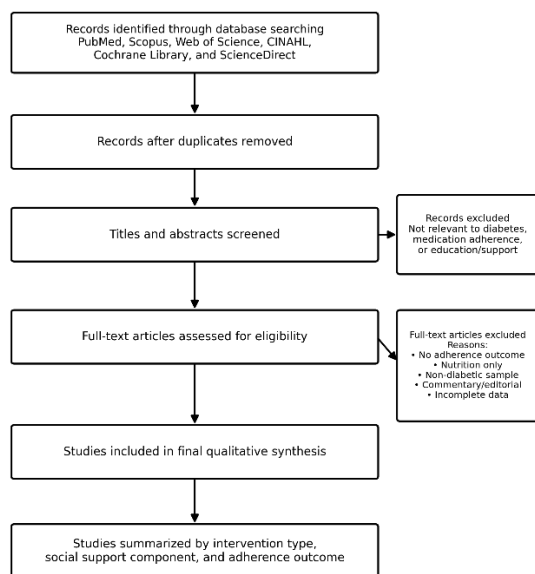 Records identified through database searching
PubMed, Scopus, Web of Science, CINAHL,
Cochrane Library, and ScienceDirect
Records after duplicates removed
Titles and abstracts screened
Records excluded
Not relevant to diabetes,
medication adherence,
or education/support
Full-text articles assessed for eligibility
Full-text articles excluded
Reasons:
• No adherence outcome
• Nutrition only
• Non-diabetic sample
• Commentary/editorial
• Incomplete data
Studies included in final qualitative synthesis
Studies summarized by intervention type,
social support component, and adherence outcome